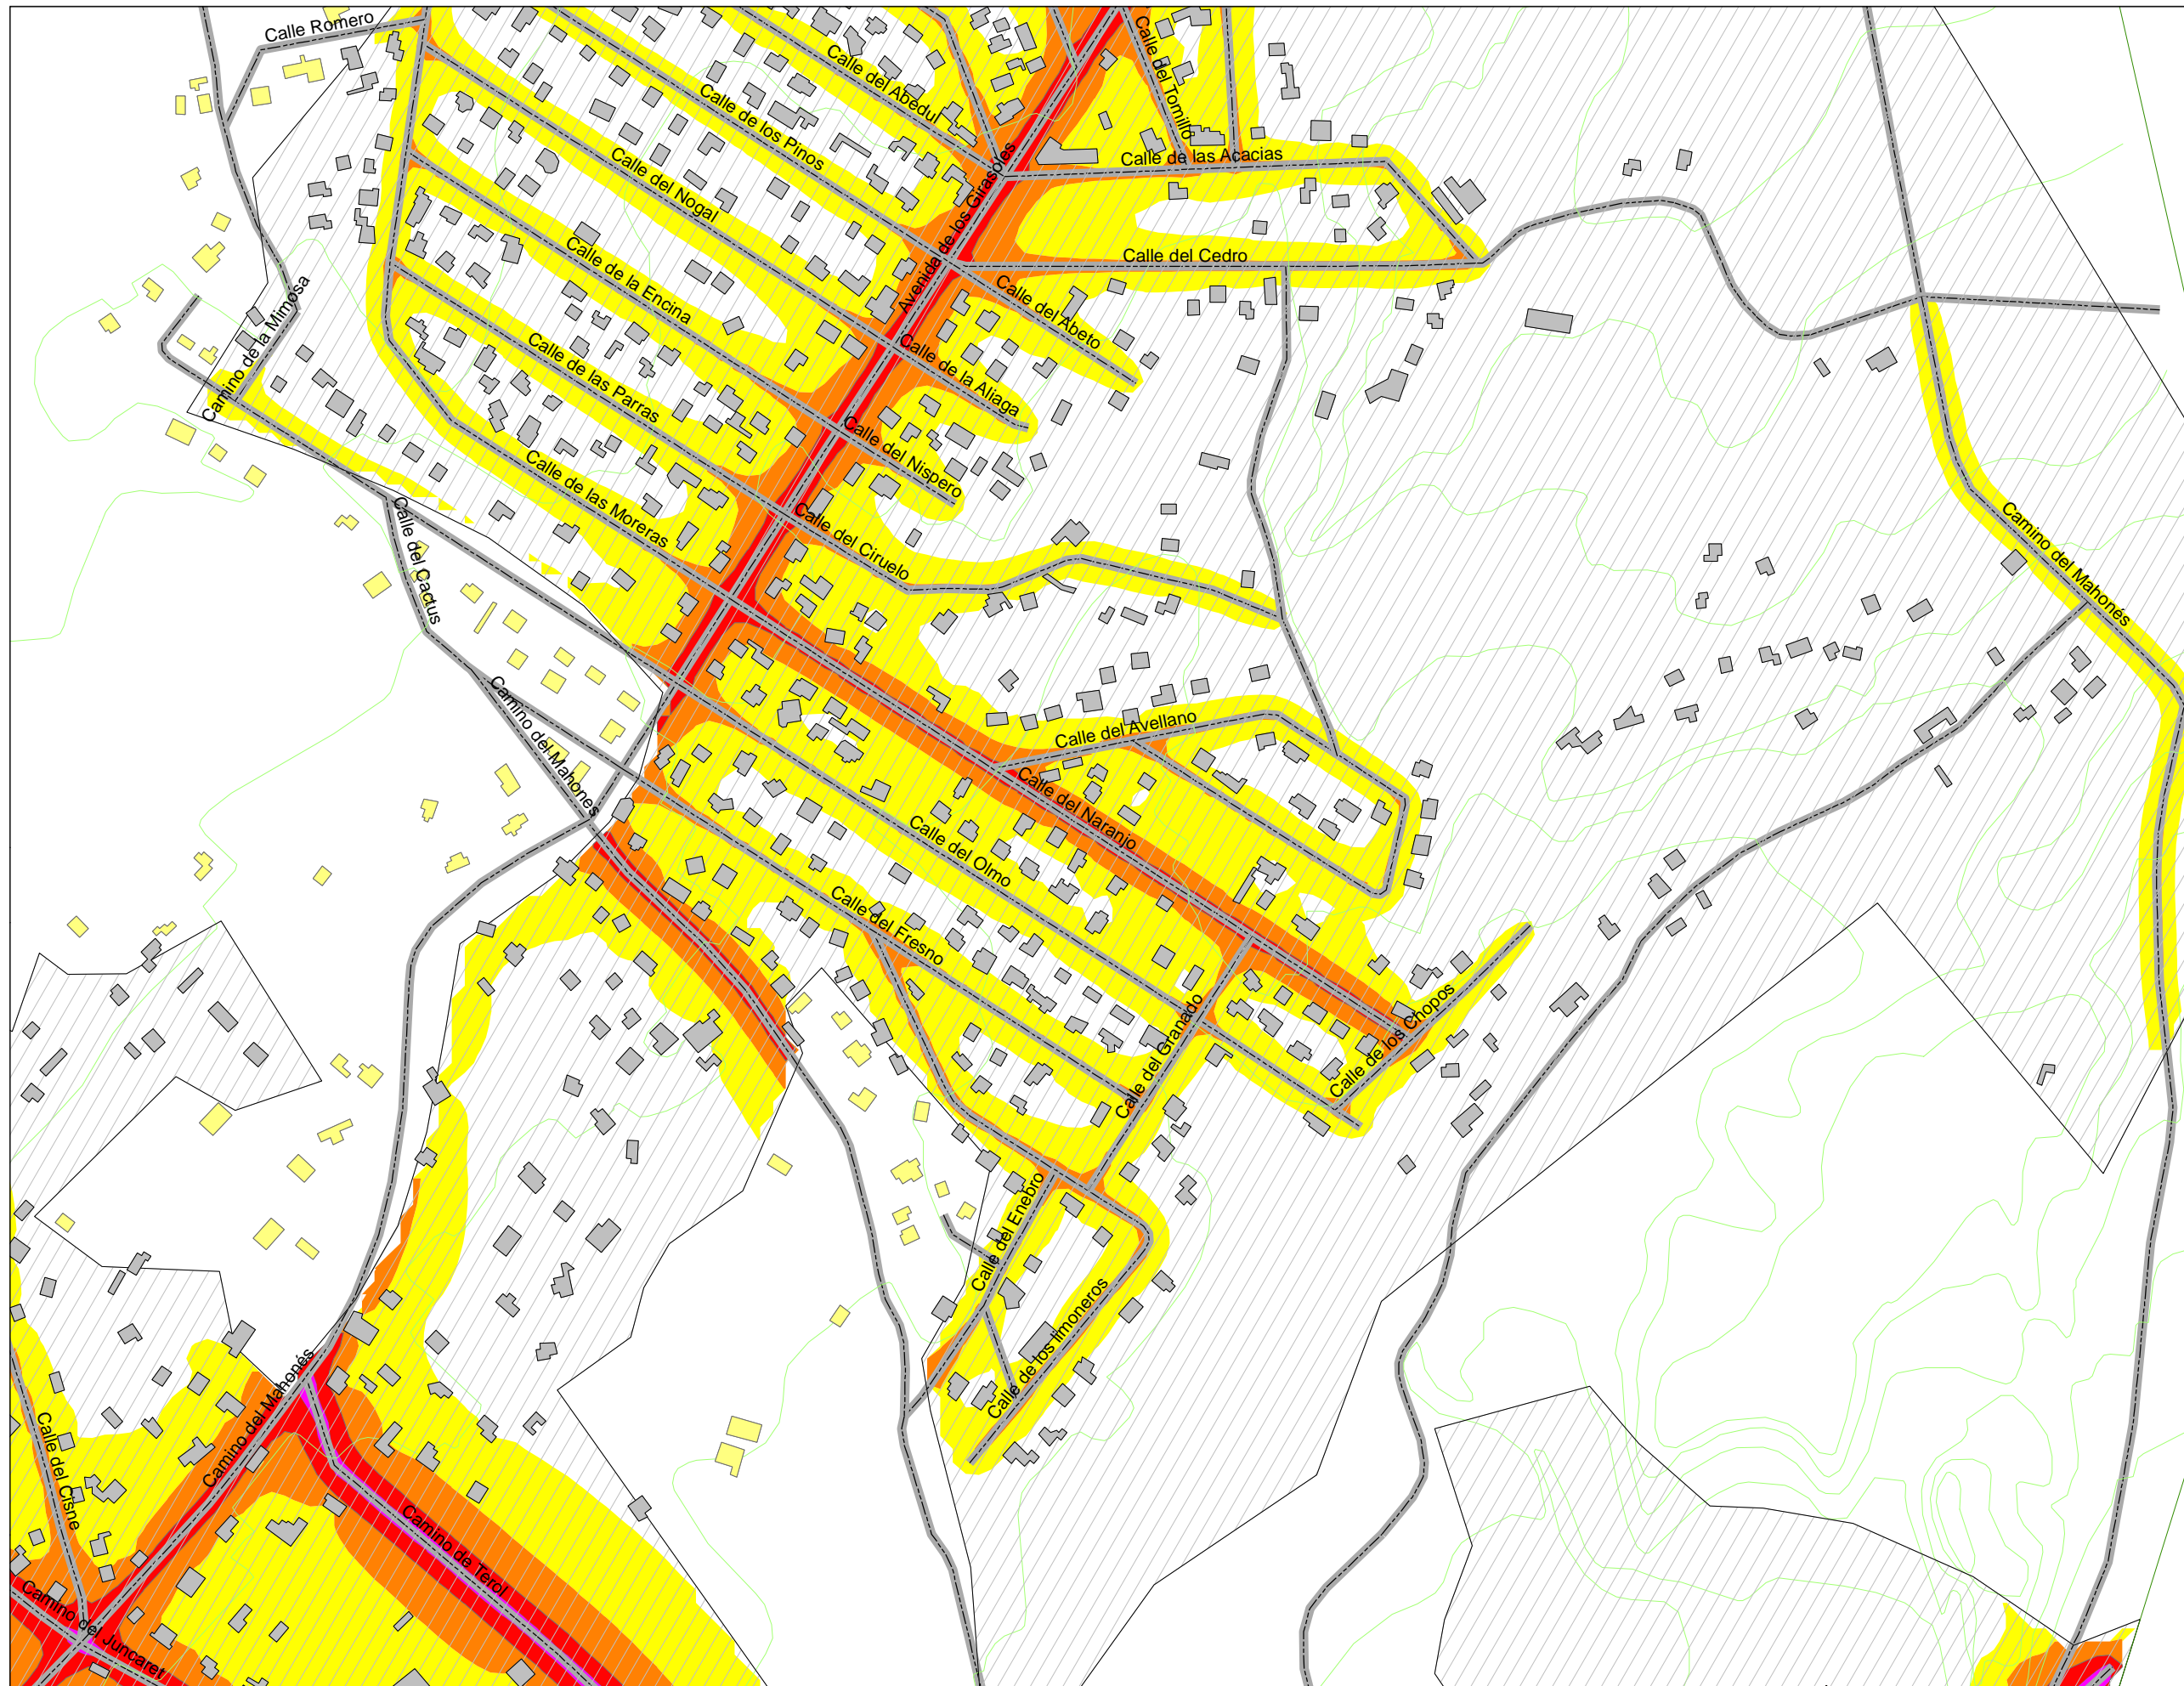 Calle Romero
Calle del Tomillo
Calle del Abedul
Calle de los Pinos
Calle de las Acacias
Calle del Nogal
Avenida de los Girasoles
Calle de la Encina
Calle del Cedro
Calle del Abeto
Camino de la Mimosa
Calle de las Parras
Calle de la Aliaga
Calle del Nispero
Calle de las Moreras
Calle del Cactus
Calle del Ciruelo
Camino del Mahonés
Camino del Mahones
Calle del Avellano
Calle del Naranjo
Calle del Olmo
Calle del Fresno
Calle del Granado
Calle de los Chopos
Calle del Enebro
Calle de los limoneros
Camino del Mahonés
Calle del Cisne
Camino de Terol
Camino del Juncaret